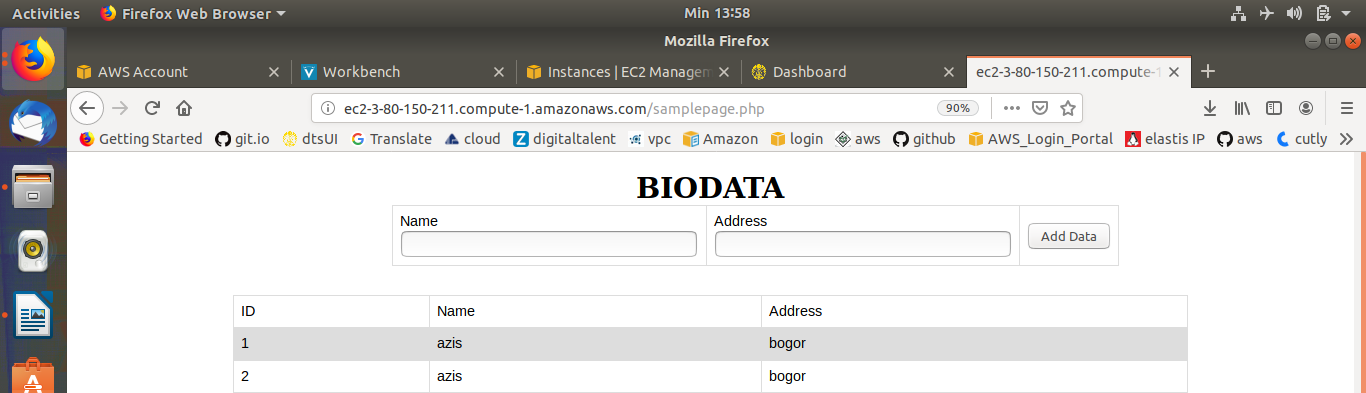 Activities Firefox Web Browser Min 13:58
Mozilla Firefox
AWS Account Workbench Instances | EC2 Managem Dashboard ec2-3-80-150-211.compute-1
ec2-3-80-150-211.compute-1.amazonaws.com/samplepage.php 90%
Getting Started git.io dtsUI Translate cloud digitaltalent vpc Amazon login aws github AWS_Login_Portal elastis IP aws cutly
BIODATA
Name Address
Add Data
ID Name Address
1 azis bogor
2 azis bogor